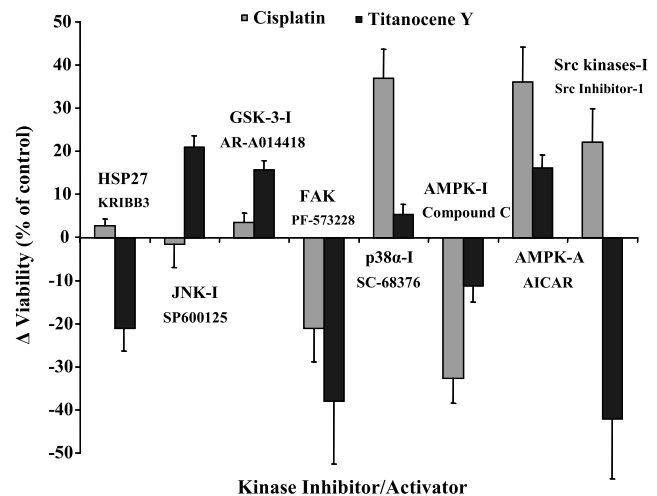 Cisplatin Titanocene Y
Δ Viability (% of control)
50
40
30
20
10
0
-10
-20
-30
-40
-50
HSP27
KRIBB3
JNK-I
SP600125
GSK-3-I
AR-A014418
FAK
PF-573228
p38α-I
SC-68376
AMPK-I
Compound C
AMPK-A
AICAR
Src kinases-I
Src Inhibitor-1
Kinase Inhibitor/Activator